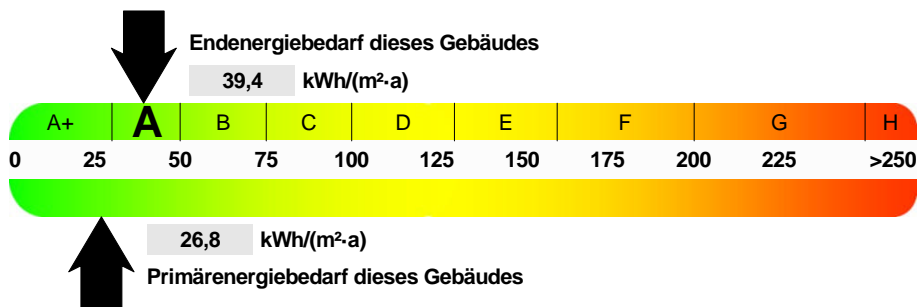 Endenergiebedarf dieses Gebäudes
39,4 kWh/(m²·a)
A+ A B C D E F G H
0 25 50 75 100 125 150 175 200 225 >250
26,8 kWh/(m²·a)
Primärenergiebedarf dieses Gebäudes